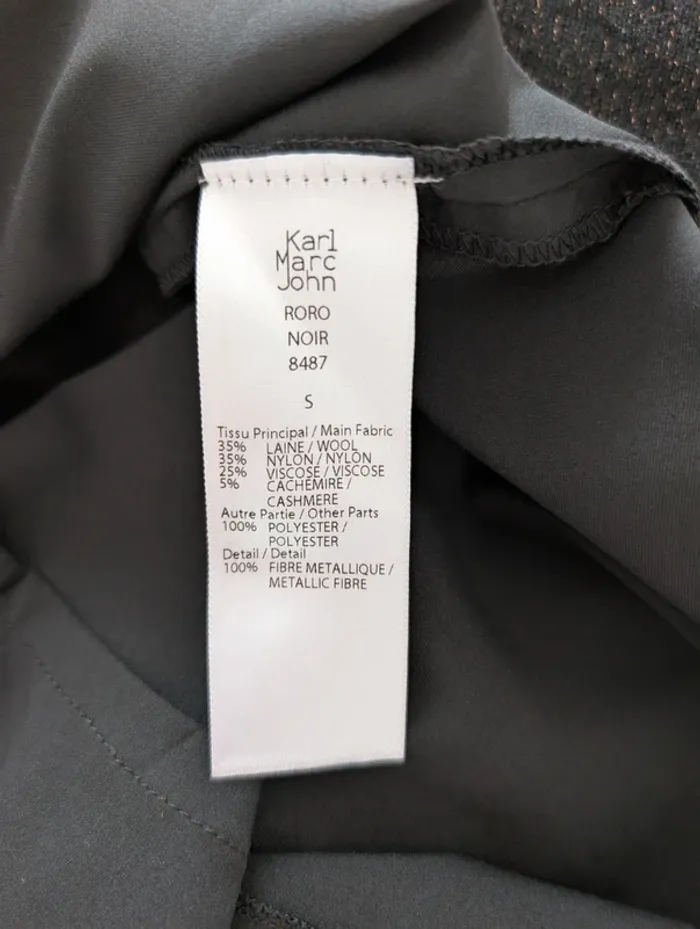 Karl
Marc
John
RORO
NOIR
8487
S
Tissu Principal / Main Fabric
35% LAINE / WOOL
35% NYLON / NYLON
25% VISCOSE / VISCOSE
5% CACHEMIRE /
CASHMERE
Autre Partie / Other Parts
100% POLYESTER /
POLYESTER
Detail / Detail
100% FIBRE METALLIQUE /
METALLIC FIBRE